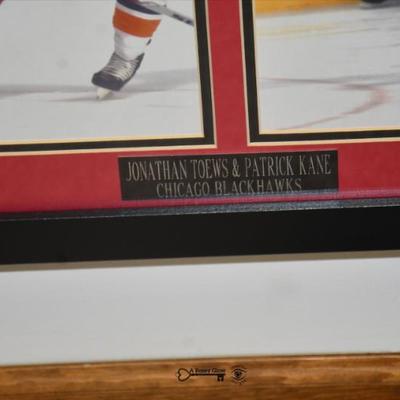 JONATHAN TOEWS & PATRICK KANE
CHICAGO BLACKHAWKS